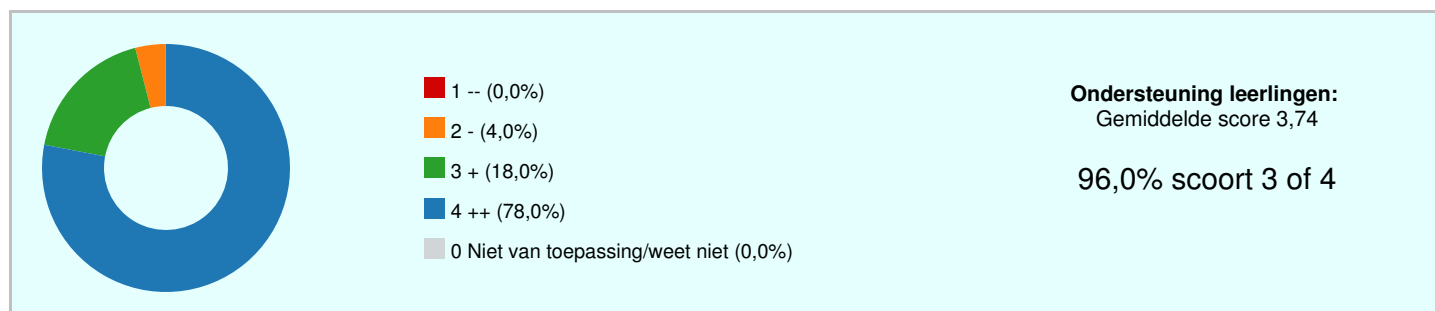 1 -- (0,0%)
2 - (4,0%)
3 + (18,0%)
4 ++ (78,0%)
0 Niet van toepassing/weet niet (0,0%)
Ondersteuning leerlingen:
Gemiddelde score 3,74
96,0% scoort 3 of 4